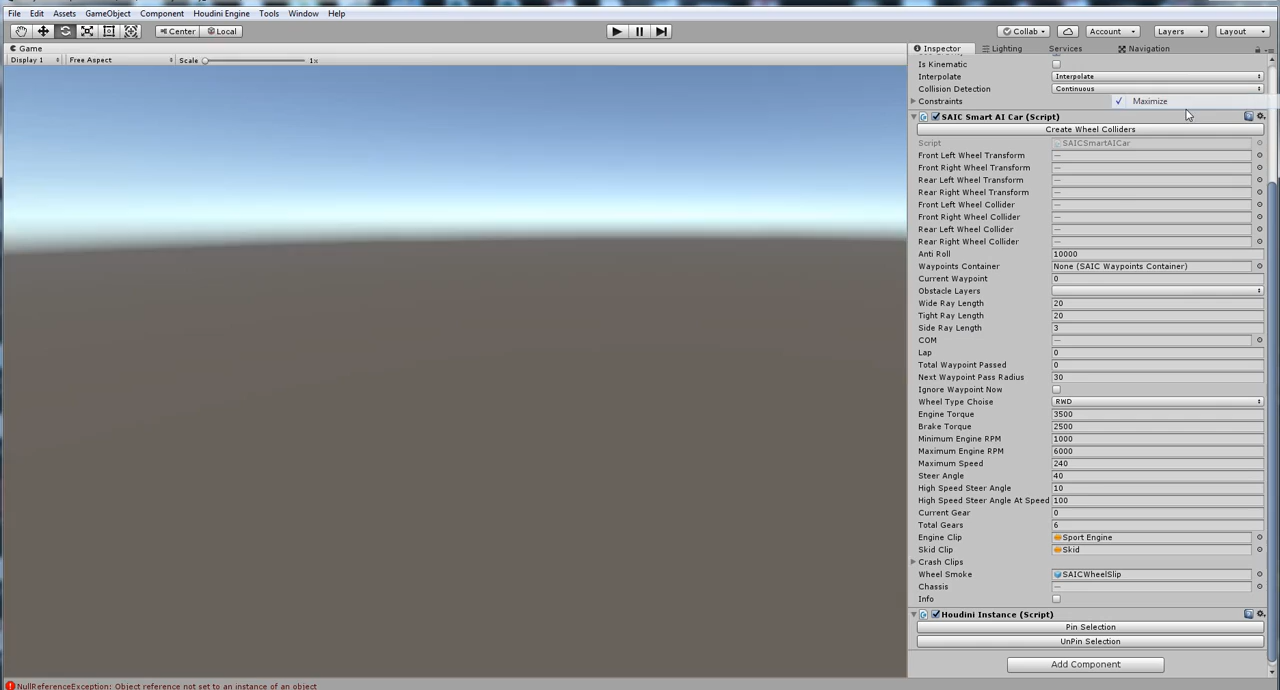 File Edit Assets GameObject Component Houdini Engine Tools Window Help
Center Local Collab Account Layers Layout
Game Inspector Lighting Services Navigation
Display 1 Free Aspect Scale 1x
Is Kinematic
Interpolate Interpolate
Collision Detection Continuous
Constraints Maximize
SAIC Smart AI Car (Script)
Create Wheel Colliders
Script SAICSmartAICar
Front Left Wheel Transform —
Front Right Wheel Transform —
Rear Left Wheel Transform —
Rear Right Wheel Transform —
Front Left Wheel Collider —
Front Right Wheel Collider —
Rear Left Wheel Collider —
Rear Right Wheel Collider —
Anti Roll 10000
Waypoints Container None (SAIC Waypoints Container)
Current Waypoint 0
Obstacle Layers
Wide Ray Length 20
Tight Ray Length 20
Side Ray Length 3
COM —
Lap 0
Total Waypoint Passed 0
Next Waypoint Pass Radius 30
Ignore Waypoint Now
Wheel Type Choise RWD
Engine Torque 3500
Brake Torque 2500
Minimum Engine RPM 1000
Maximum Engine RPM 6000
Maximum Speed 240
Steer Angle 40
High Speed Steer Angle 10
High Speed Steer Angle At Speed 100
Current Gear 0
Total Gears 6
Engine Clip Sport Engine
Skid Clip Skid
Crash Clips
Wheel Smoke SAICWheelSlip
Chassis —
Info
Houdini Instance (Script)
Pin Selection
UnPin Selection
Add Component
NullReferenceException: Object reference not set to an instance of an object